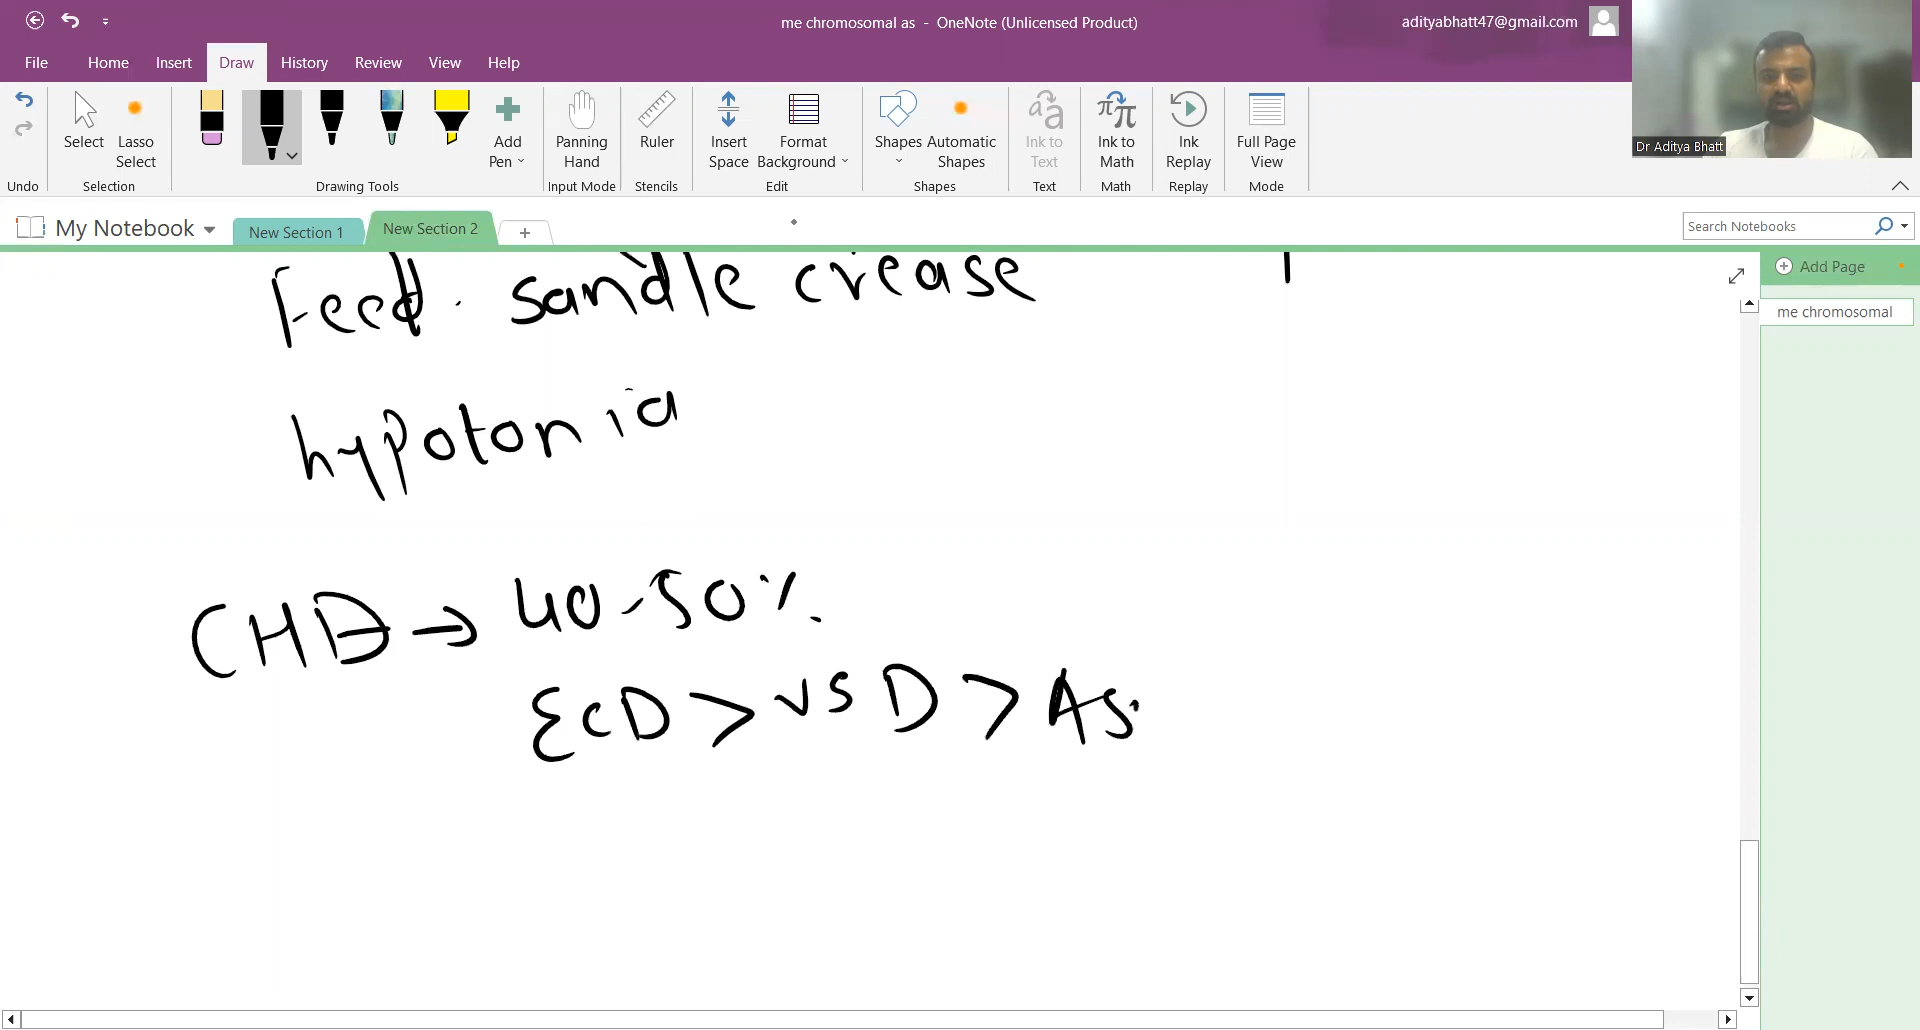 me chromosomal as - OneNote (Unlicensed Product)
adityabhatt47@gmail.com
File Home Insert Draw History Review View Help
Select
Lasso Select
Add Pen
Panning Hand
Ruler
Insert Space
Format Background
Shapes
Automatic Shapes
Ink to Text
Ink to Math
Ink Replay
Full Page View
Undo Selection Drawing Tools Input Mode Stencils Edit Shapes Text Math Replay Mode
Dr Aditya Bhatt
My Notebook New Section 1 New Section 2
Search Notebooks
Add Page
me chromosomal
sandle crease
hypotonia
CHD → 40-50%
ECD > VSD > AS